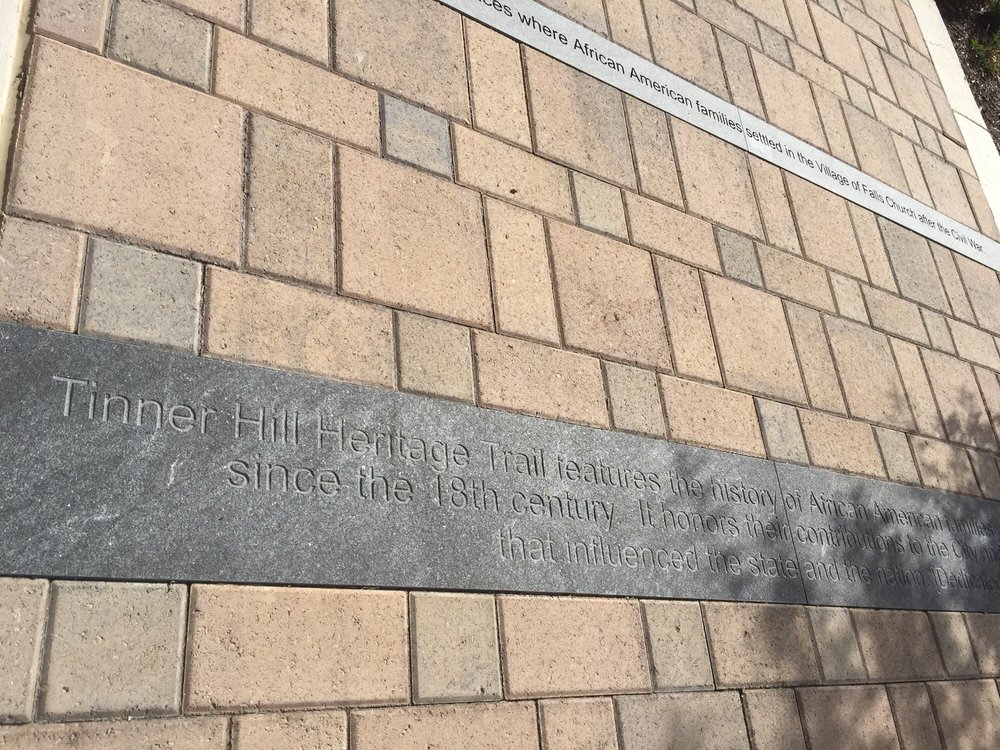 ces where African American families settled in the Village of Falls Church after the Civil War
Tinner Hill Heritage Trail features the history of African American families
since the 18th century. It honors their contributions to the City and
that influenced the state and the nation.